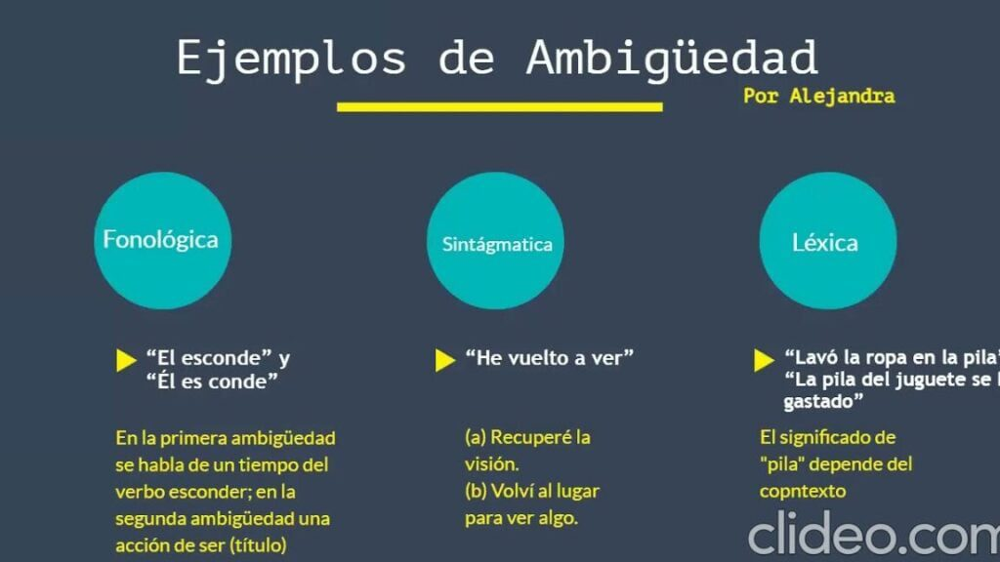 Ejemplos de Ambigüedad
Por Alejandra
Fonológica
Sintágmatica
Léxica
“El esconde” y
“Él es conde”
“He vuelto a ver”
“Lavó la ropa en la pila”
“La pila del juguete se
gastado”
En la primera ambigüedad
se habla de un tiempo del
verbo esconder; en la
segunda ambigüedad una
acción de ser (título)
(a) Recuperé la
visión.
(b) Volví al lugar
para ver algo.
El significado de
"pila" depende del
copntexto
clideo.com